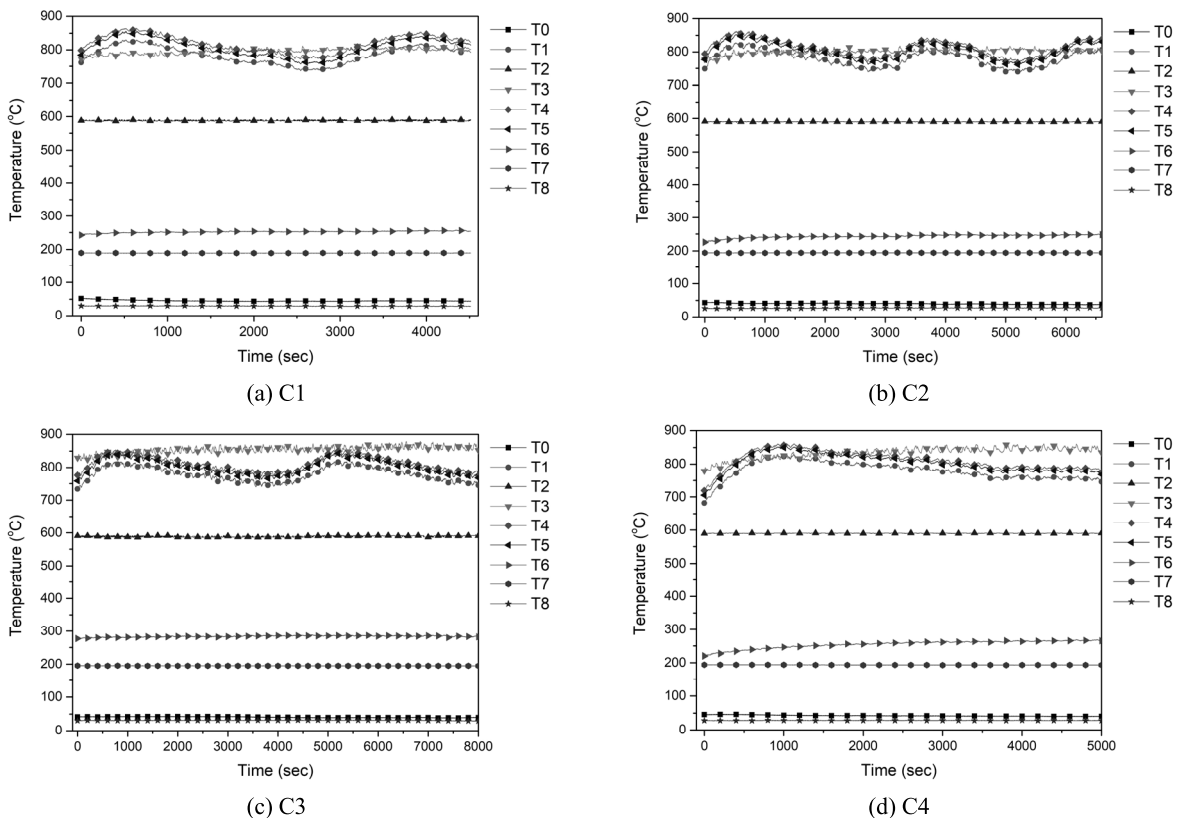 900
800
700
600
500
400
300
200
100
0
Temperature (°C)
0 1000 2000 3000 4000
Time (sec)
T0
T1
T2
T3
T4
T5
T6
T7
T8
(a) C1
900
800
700
600
500
400
300
200
100
0
Temperature (°C)
0 1000 2000 3000 4000 5000 6000
Time (sec)
T0
T1
T2
T3
T4
T5
T6
T7
T8
(b) C2
900
800
700
600
500
400
300
200
100
0
Temperature (°C)
0 1000 2000 3000 4000 5000 6000 7000 8000
Time (sec)
T0
T1
T2
T3
T4
T5
T6
T7
T8
(c) C3
900
800
700
600
500
400
300
200
100
0
Temperature (°C)
0 1000 2000 3000 4000 5000
Time (sec)
T0
T1
T2
T3
T4
T5
T6
T7
T8
(d) C4